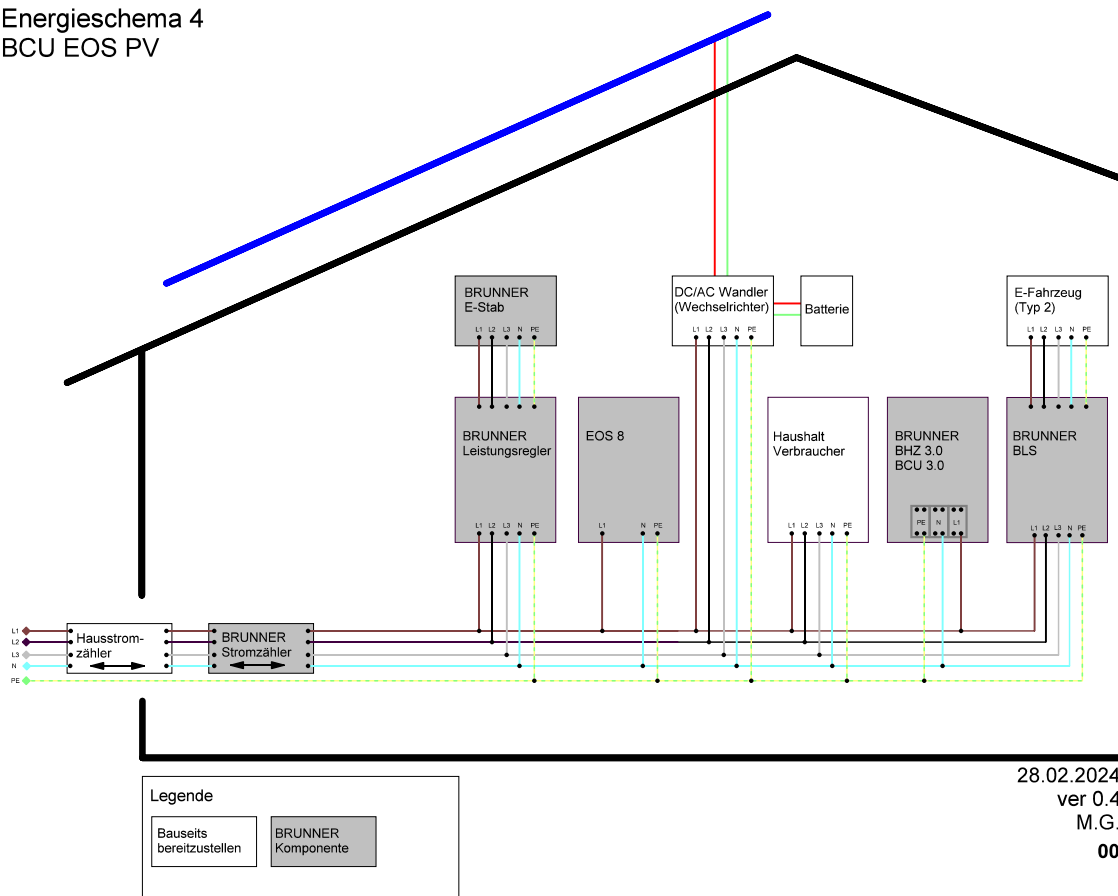 Energieschema 4
BCU EOS PV
BRUNNER
E-Stab
L1 L2 L3 N PE
DC/AC Wandler
(Wechselrichter)
L1 L2 L3 N PE
Batterie
E-Fahrzeug
(Typ 2)
L1 L2 L3 N PE
BRUNNER
Leistungsregler
L1 L2 L3 N PE
EOS 8
L1 N PE
Haushalt
Verbraucher
L1 L2 L3 N PE
BRUNNER
BHZ 3.0
BCU 3.0
PE N L1
BRUNNER
BLS
L1 L2 L3 N PE
L1
L2
L3
N
PE
Hausstrom-
zähler
BRUNNER
Stromzähler
Legende
Bauseits
bereitzustellen
BRUNNER
Komponente
28.02.2024
ver 0.4
M.G.
00